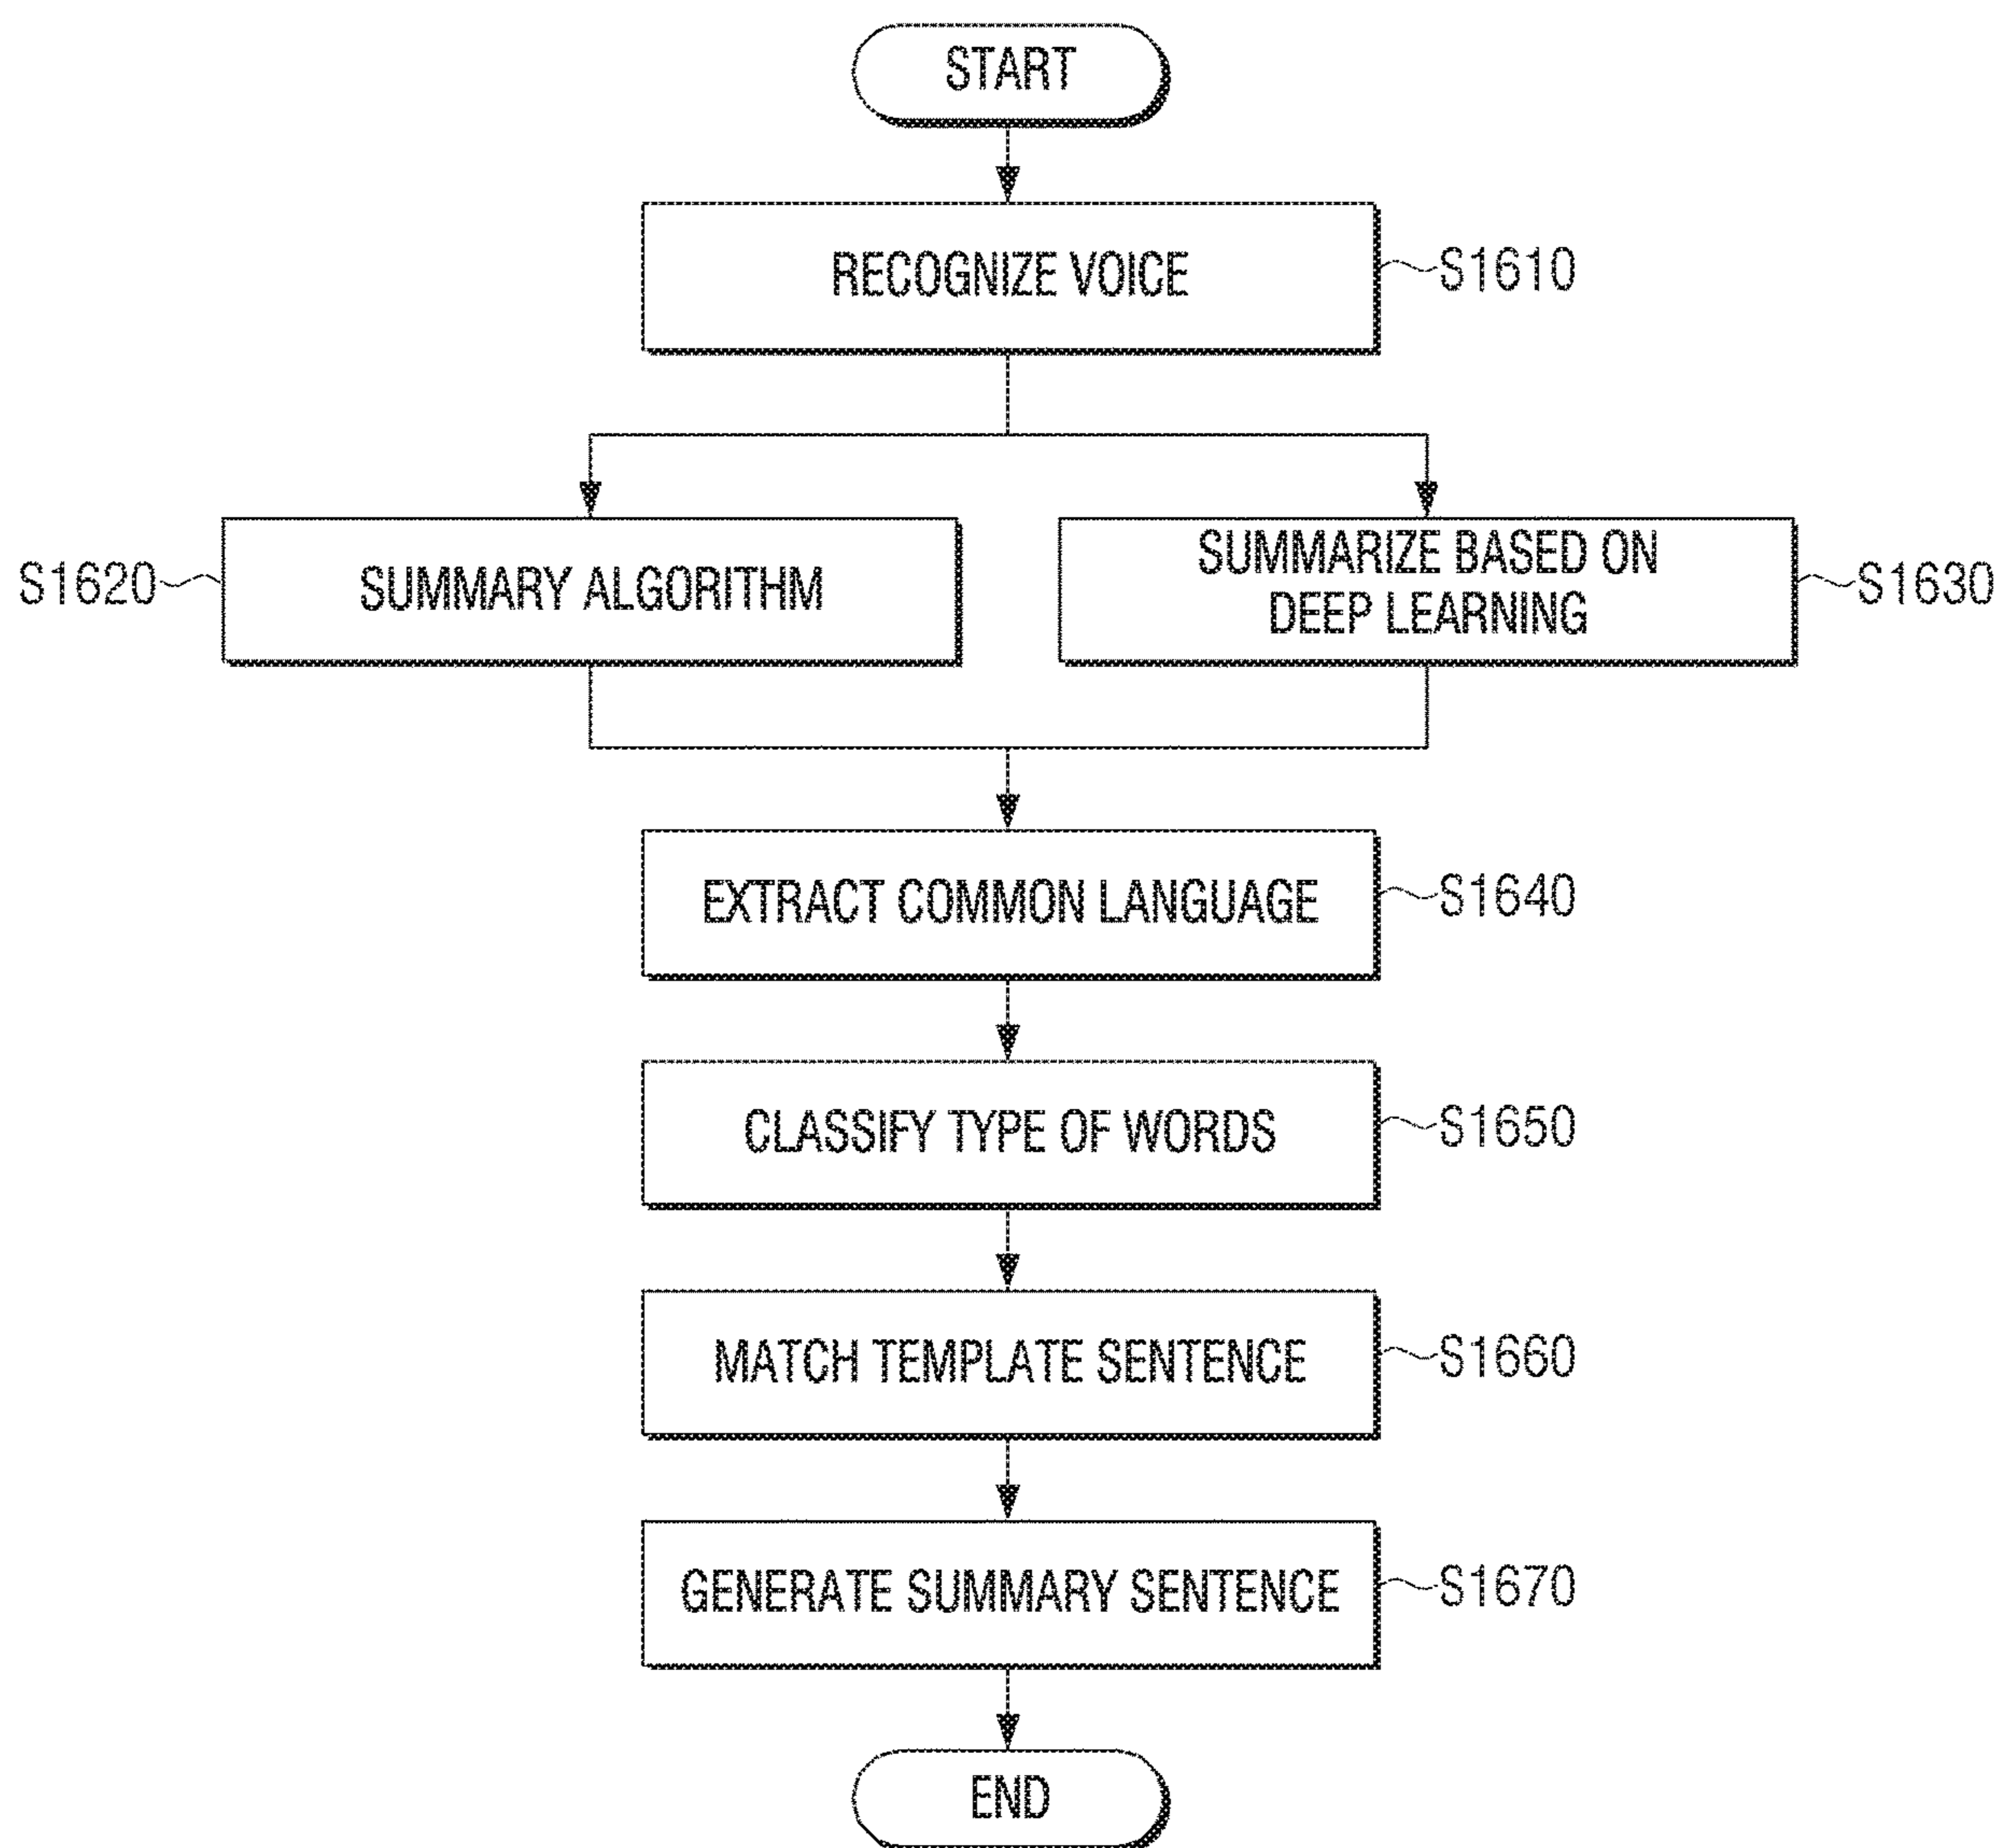 START
RECOGNIZE VOICE
S1610
S1620
SUMMARY ALGORITHM
SUMMARIZE BASED ON
DEEP LEARNING
S1630
EXTRACT COMMON LANGUAGE
S1640
CLASSIFY TYPE OF WORDS
S1650
MATCH TEMPLATE SENTENCE
S1660
GENERATE SUMMARY SENTENCE
S1670
END